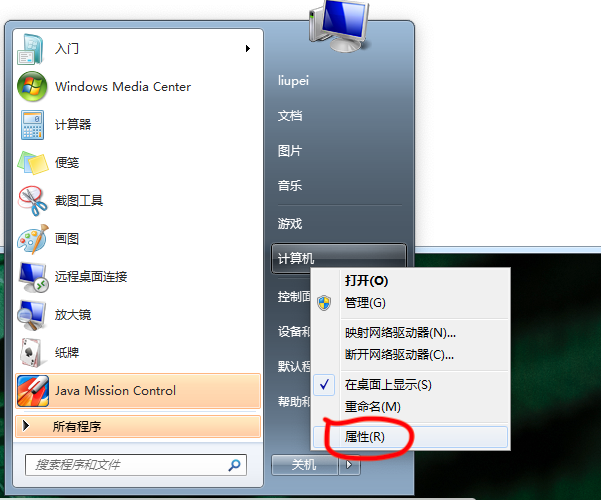 入门
Windows Media Center
计算器
便笺
截图工具
画图
远程桌面连接
放大镜
纸牌
Java Mission Control
所有程序
搜索程序和文件
liupei
文档
图片
音乐
游戏
计算机
控制面
设备和
默认程
帮助和
关机
打开(O)
管理(G)
映射网络驱动器(N)...
断开网络驱动器(C)...
在桌面上显示(S)
重命名(M)
属性(R)